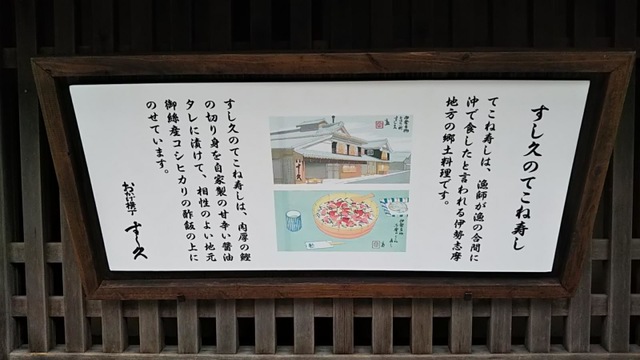 すし久のてこね寿し
てこね寿しは、漁師が漁の合間に
沖で食したと言われる伊勢志摩
地方の郷土料理です。
すし久のてこね寿しは、肉厚の鰹
の切り身を自家製の甘辛い醤油
タレに漬けて、相性のよい地元
御絲産コシヒカリの酢飯の上に
のせています。
おかげ横丁 すし久